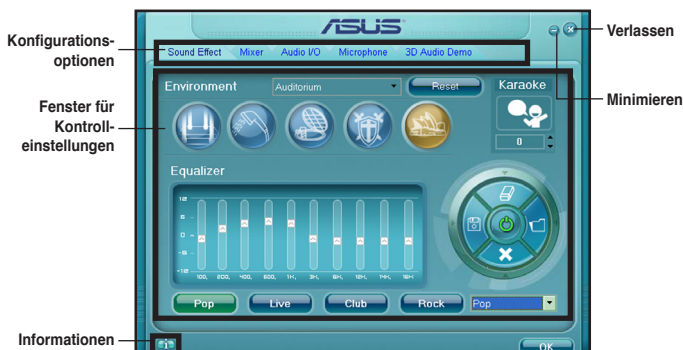 ASUS
Konfigurations-
optionen
Sound Effect Mixer Audio I/O Microphone 3D Audio Demo
Verlassen
Minimieren
Environment Auditorium Reset Karaoke
0
Fenster für
Kontroll-
einstellungen
Equalizer
12
6
0
-6
-12
100, 200, 400, 600, 1K, 3K, 6K, 12K, 14K, 16K
Pop Live Club Rock Pop
Informationen i OK